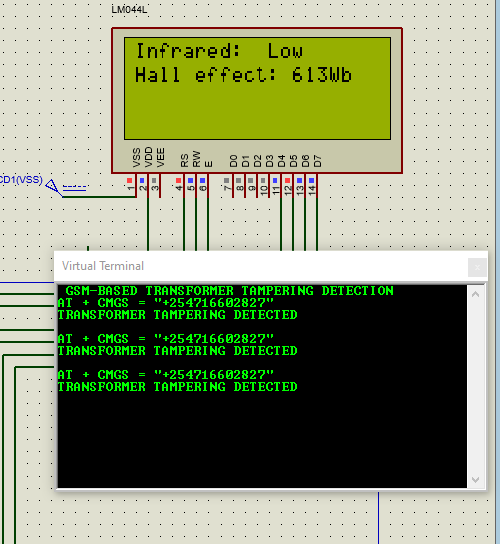 LM044L
Infrared:  Low
Hall effect: 613Wb
CD1(VSS)
VSS
VDD
VEE
RS
RW
E
D0
D1
D2
D3
D4
D5
D6
D7
1
2
3
4
5
6
7
8
9
10
11
12
13
14
Virtual Terminal
GSM-BASED TRANSFORMER TAMPERING DETECTION
AT + CMGS = "+254716602827"
TRANSFORMER TAMPERING DETECTED
AT + CMGS = "+254716602827"
TRANSFORMER TAMPERING DETECTED
AT + CMGS = "+254716602827"
TRANSFORMER TAMPERING DETECTED